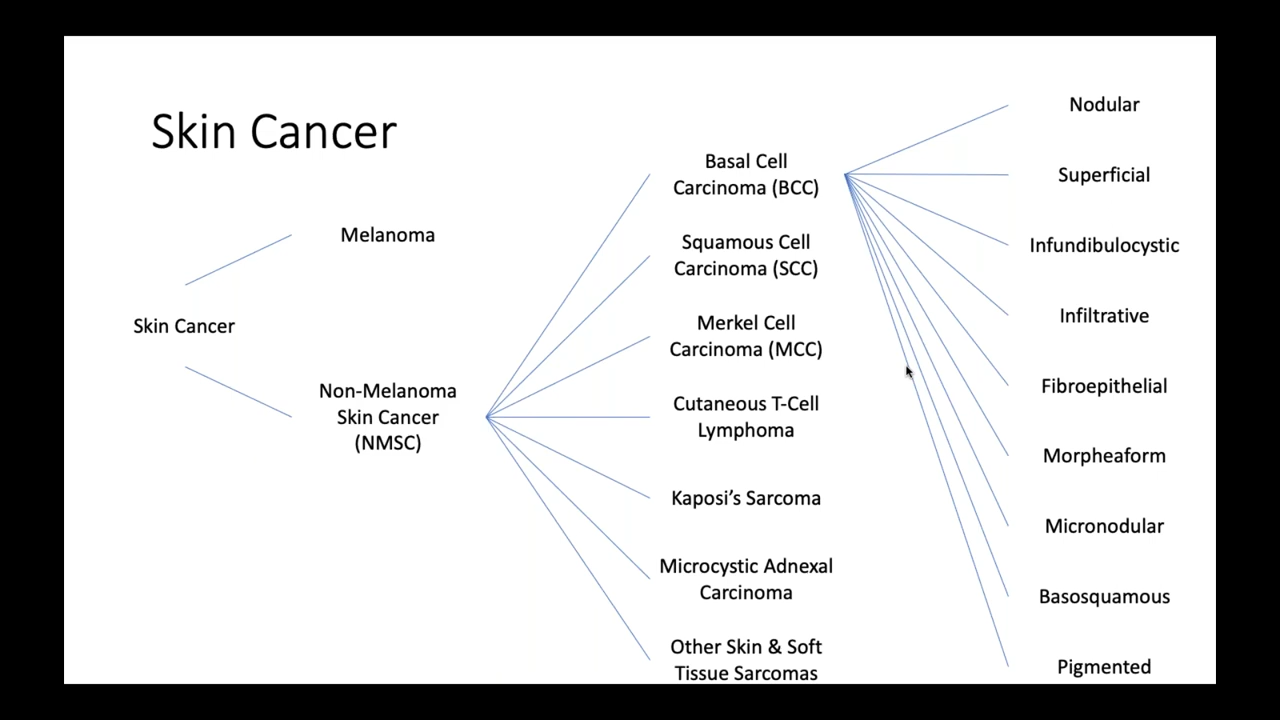 Skin Cancer
Skin Cancer
Melanoma
Non-Melanoma
Skin Cancer
(NMSC)
Basal Cell
Carcinoma (BCC)
Squamous Cell
Carcinoma (SCC)
Merkel Cell
Carcinoma (MCC)
Cutaneous T-Cell
Lymphoma
Kaposi’s Sarcoma
Microcystic Adnexal
Carcinoma
Other Skin & Soft
Tissue Sarcomas
Nodular
Superficial
Infundibulocystic
Infiltrative
Fibroepithelial
Morpheaform
Micronodular
Basosquamous
Pigmented